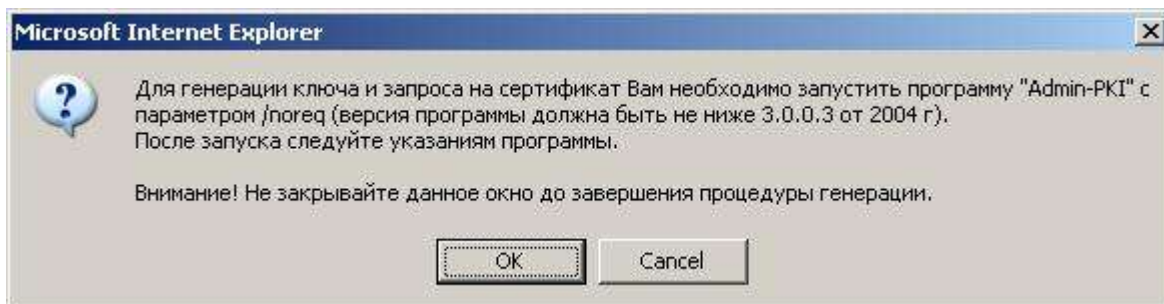 Microsoft Internet Explorer
Для генерации ключа и запроса на сертификат Вам необходимо запустить программу "Admin-PKI" с
параметром /noreq (версия программы должна быть не ниже 3.0.0.3 от 2004 г).
После запуска следуйте указаниям программы.
Внимание! Не закрывайте данное окно до завершения процедуры генерации.
OK
Cancel